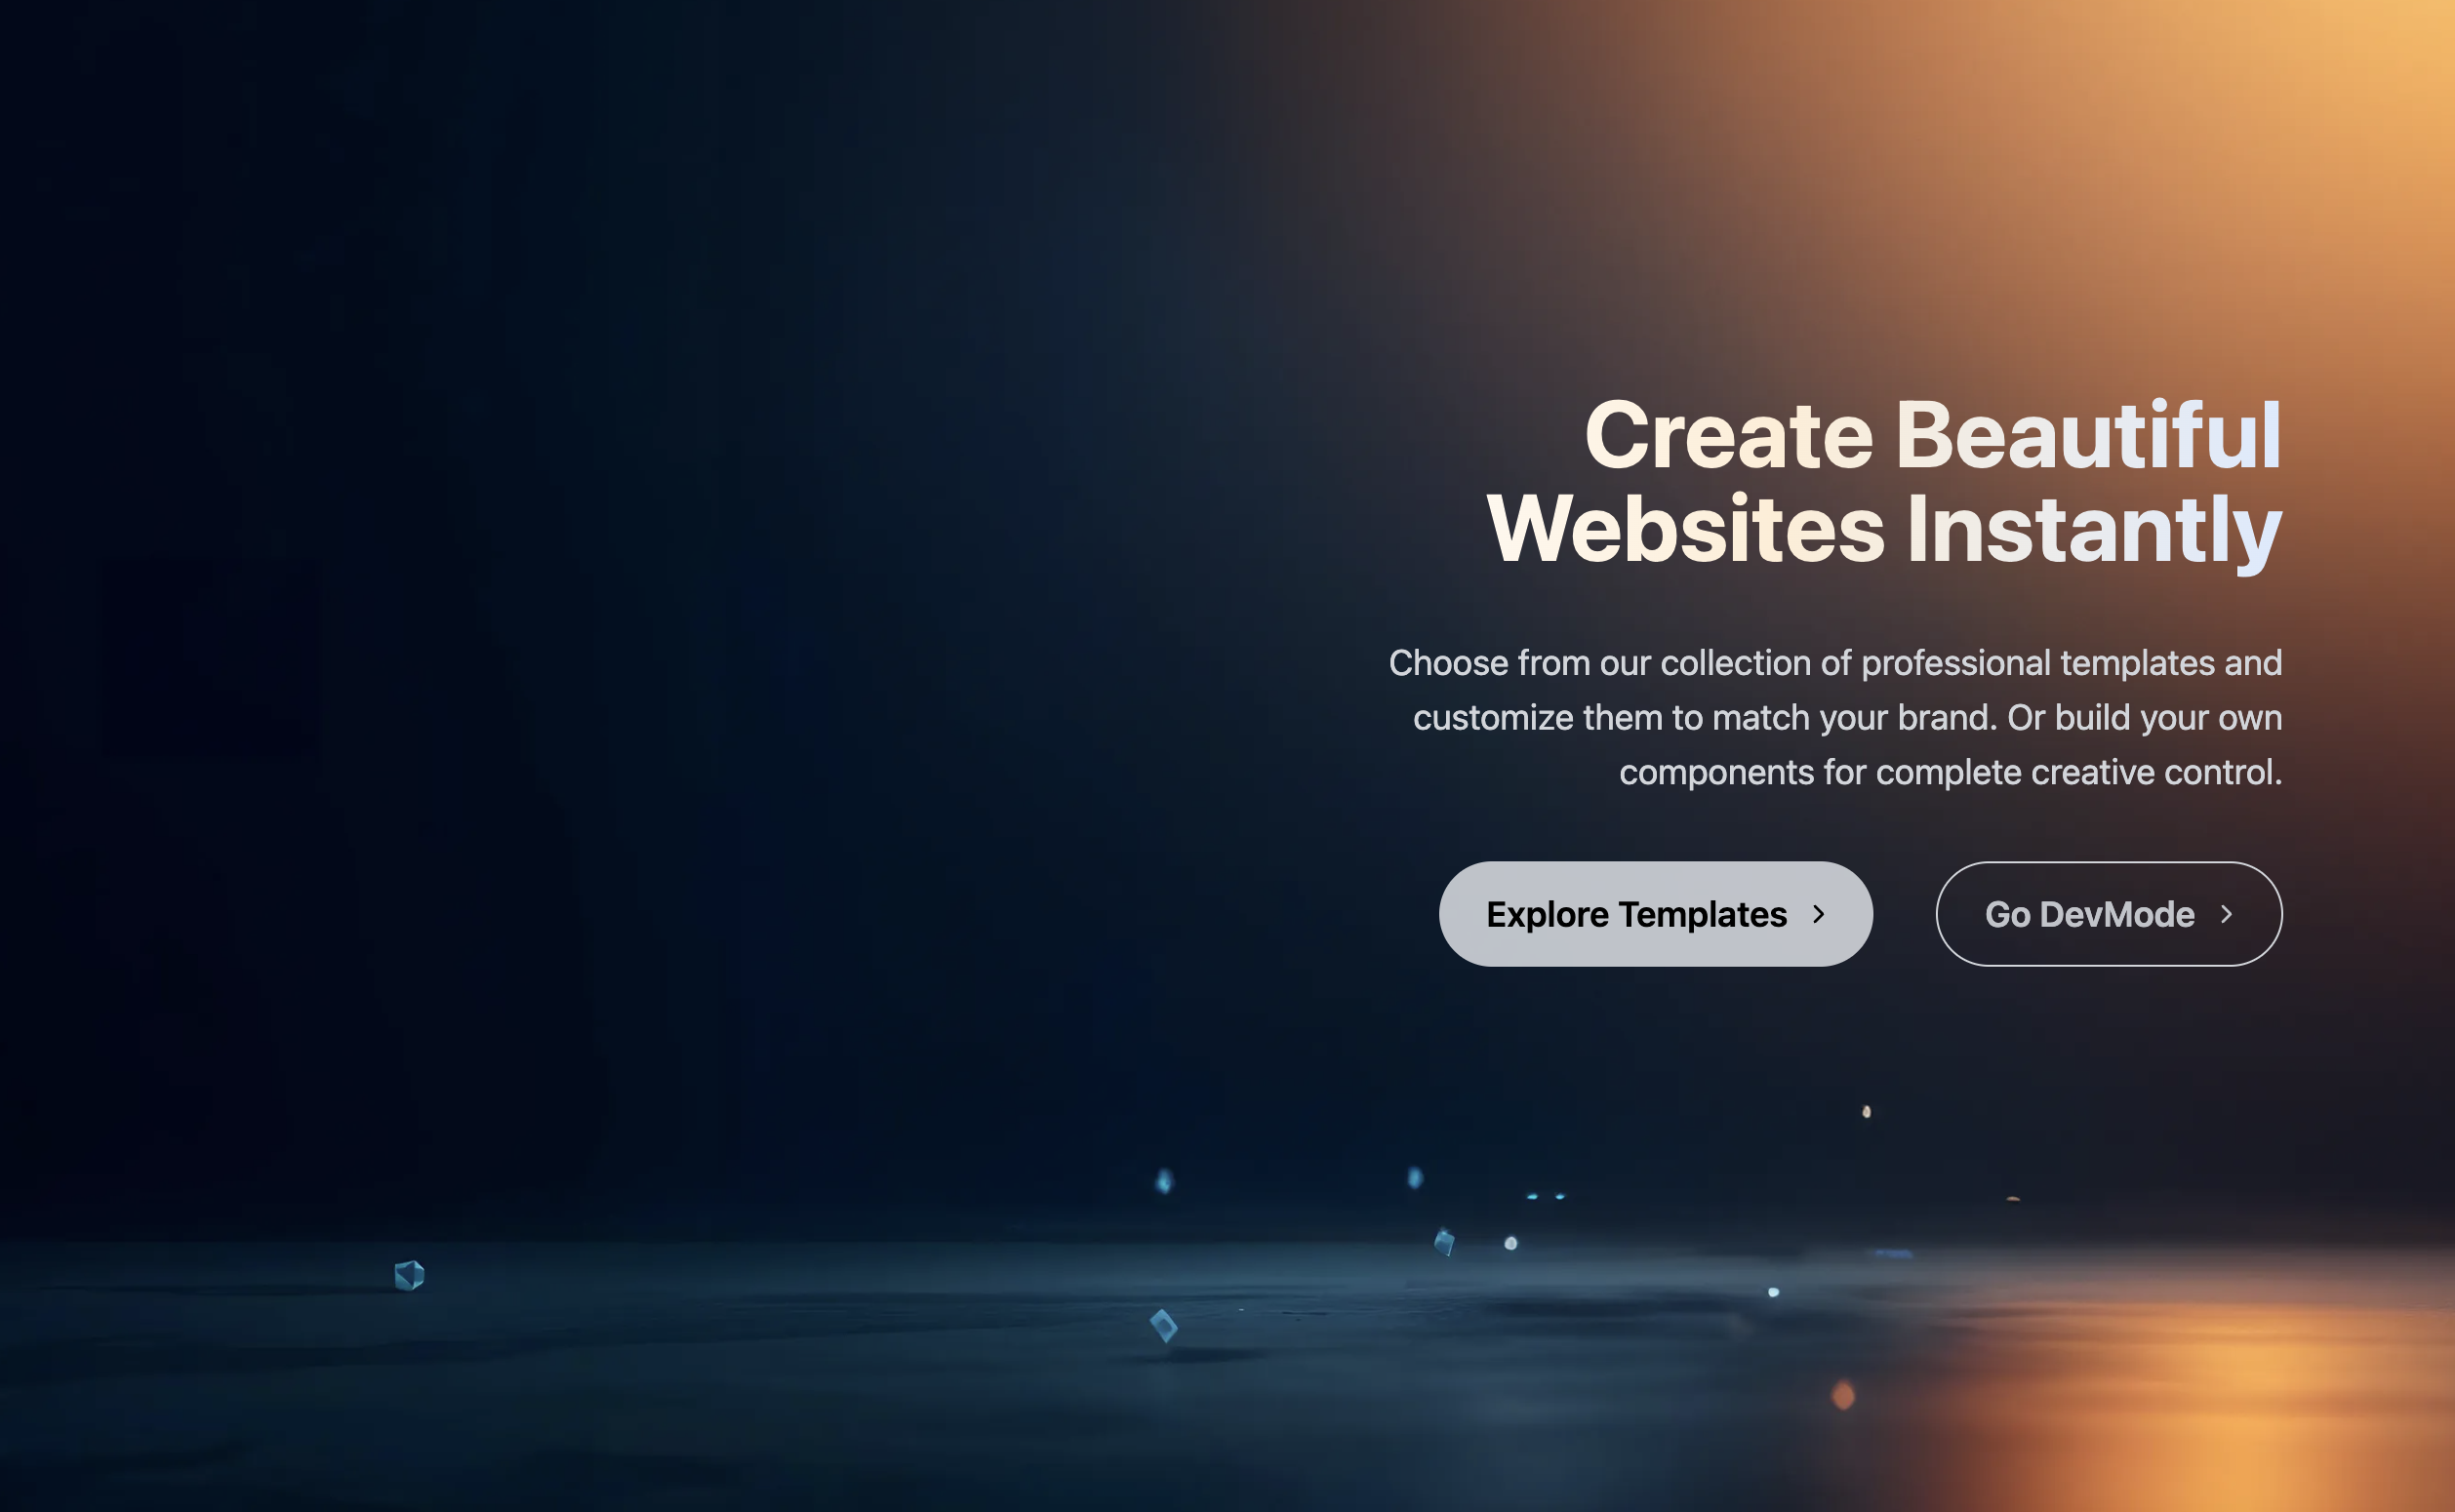 Create Beautiful
Websites Instantly
Choose from our collection of professional templates and
customize them to match your brand. Or build your own
components for complete creative control.
Explore Templates
Go DevMode